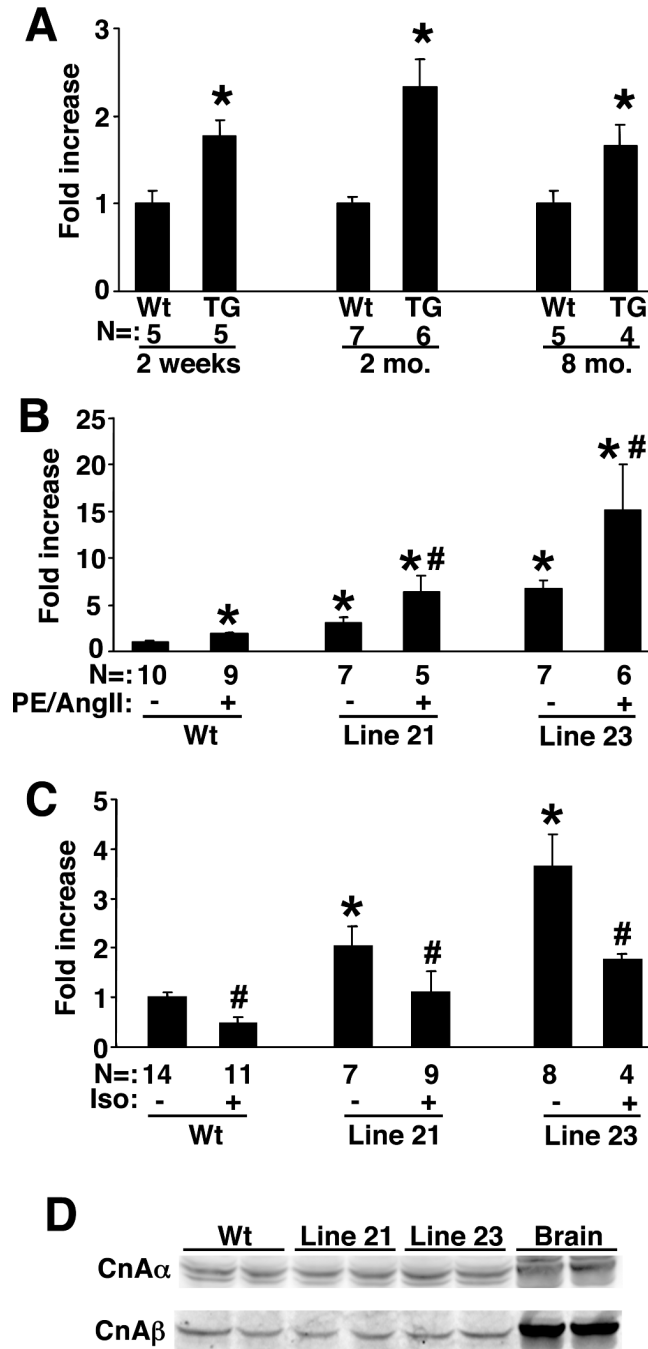 A
Fold increase
3
2
1
0
* * *
Wt TG Wt TG Wt TG
N=: 5 5 7 6 5 4
2 weeks 2 mo. 8 mo.
B
Fold increase
25
20
15
10
5
0
* * *# * *#
N=: 10 9 7 5 7 6
PE/AngII: - + - + - +
Wt Line 21 Line 23
C
Fold increase
5
4
3
2
1
0
# * # * #
N=: 14 11 7 9 8 4
Iso: - + - + - +
Wt Line 21 Line 23
D
Wt Line 21 Line 23 Brain
CnAα
CnAβ